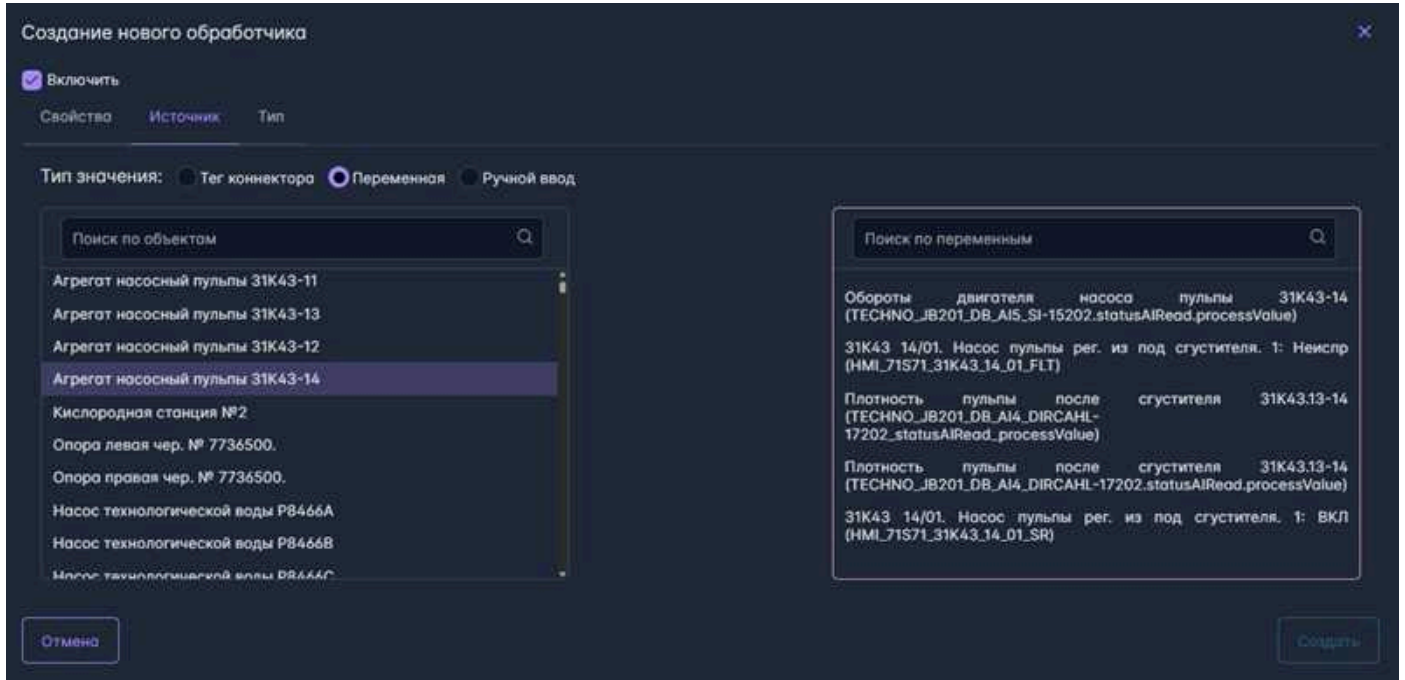 Создание нового обработчика
Включить
Свойства Источник Тип
Тип значения: Тег коннектора Переменная Ручной ввод
Поиск по объектам
Агрегат насосный пульпы 31К43-11
Агрегат насосный пульпы 31К43-13
Агрегат насосный пульпы 31К43-12
Агрегат насосный пульпы 31К43-14
Кислородная станция №2
Опора левая чер. № 7736500.
Опора правая чер. № 7736500.
Насос технологической воды P8466A
Насос технологической воды P8466B
Насос технологической воды P8466C
Поиск по переменным
Обороты двигателя насоса пульпы 31К43-14
(TECHNO_JB201_DB_AI5_SI-15202.statusAIRead.processValue)
31К43 14/01. Насос пульпы рег. из под сгустителя. 1: Неиспр
(HMI_71S71_31K43_14_01_FLT)
Плотность пульпы после сгустителя 31К43.13-14
(TECHNO_JB201_DB_AI4_DIRCAHL-
17202_statusAIRead_processValue)
Плотность пульпы после сгустителя 31К43.13-14
(TECHNO_JB201_DB_AI4_DIRCAHL-17202.statusAIRead.processValue)
31К43 14/01. Насос пульпы рег. из под сгустителя. 1: ВКЛ
(HMI_71S71_31K43_14_01_SR)
Отмена
Создать